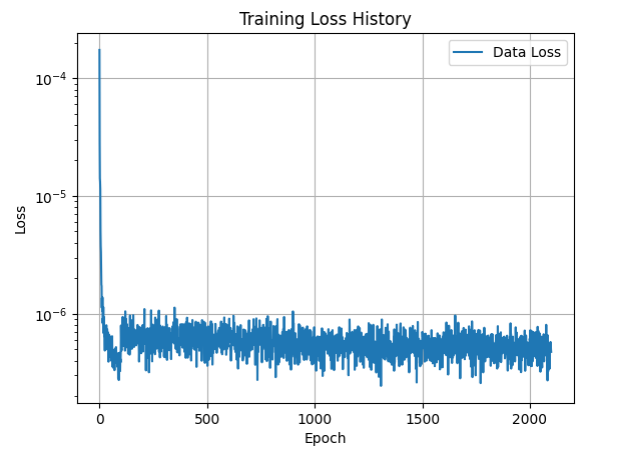 Training Loss History
Data Loss
10⁻⁴
10⁻⁵
10⁻⁶
Loss
0 500 1000 1500 2000
Epoch